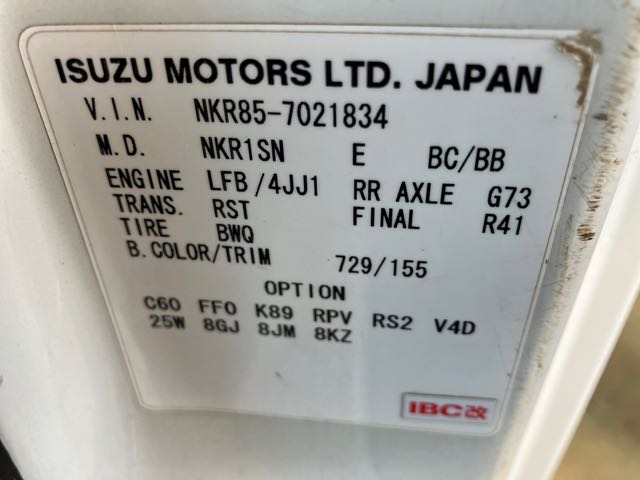 ISUZU MOTORS LTD. JAPAN
V.I.N. NKR85-7021834
M.D. NKR1SN E BC/BB
ENGINE LFB/4JJ1 RR AXLE G73
TRANS. RST FINAL R41
TIRE BWQ
B.COLOR/TRIM 729/155
OPTION
C60 FF0 K89 RPV RS2 V4D
25W 8GJ 8JM 8KZ
IBC改